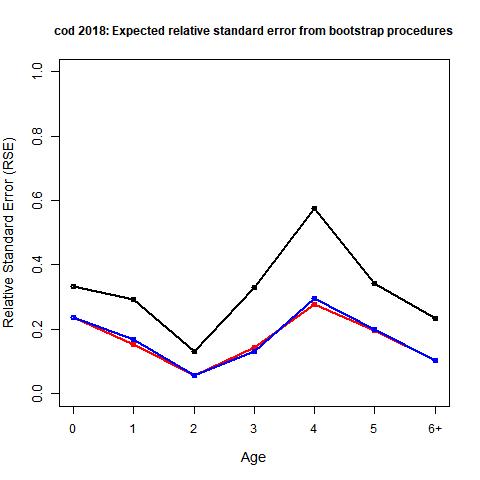 cod 2018: Expected relative standard error from bootstrap procedures
Relative Standard Error (RSE)
1.0
0.8
0.6
0.4
0.2
0.0
0 1 2 3 4 5 6+
Age